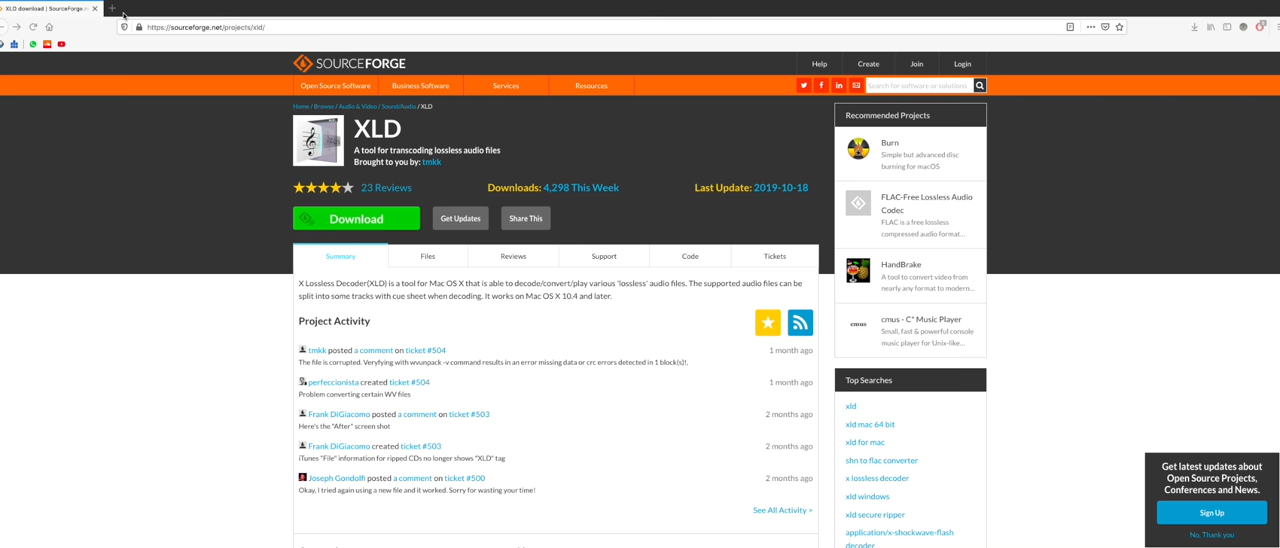 XLD download | SourceForge.n
https://sourceforge.net/projects/xld/
SOURCEFORGE
Help
Create
Join
Login
Open Source Software
Business Software
Services
Resources
Search for software or solutions
Home / Browse / Audio & Video / Sound/Audio / XLD
XLD
A tool for transcoding lossless audio files
Brought to you by: tmkk
23 Reviews
Downloads: 4,298 This Week
Last Update: 2019-10-18
Download
Get Updates
Share This
Summary
Files
Reviews
Support
Code
Tickets
X Lossless Decoder(XLD) is a tool for Mac OS X that is able to decode/convert/play various 'lossless' audio files. The supported audio files can be
split into some tracks with cue sheet when decoding. It works on Mac OS X 10.4 and later.
Project Activity
tmkk posted a comment on ticket #504
1 month ago
The file is corrupted. Veryfying with wvunpack -v command results in an error missing data or crc errors detected in 1 block(s)!,
perfeccionista created ticket #504
1 month ago
Problem converting certain WV files
Frank DiGiacomo posted a comment on ticket #503
2 months ago
Here's the "After" screen shot
Frank DiGiacomo created ticket #503
2 months ago
iTunes "File" information for ripped CDs no longer shows "XLD" tag
Joseph Gondolfi posted a comment on ticket #500
2 months ago
Okay, I tried again using a new file and it worked. Sorry for wasting your time!
See All Activity >
Recommended Projects
Burn
Simple but advanced disc
burning for macOS
FLAC-Free Lossless Audio
Codec
FLAC is a free lossless
compressed audio format...
HandBrake
A tool to convert video from
nearly any format to modern...
cmus
cmus - C* Music Player
Small, fast & powerful console
music player for Unix-like...
Top Searches
xld
xld mac 64 bit
xld for mac
shn to flac converter
x lossless decoder
xld windows
xld secure ripper
application/x-shockwave-flash
decoder
Get latest updates about
Open Source Projects,
Conferences and News.
Sign Up
No, Thank you